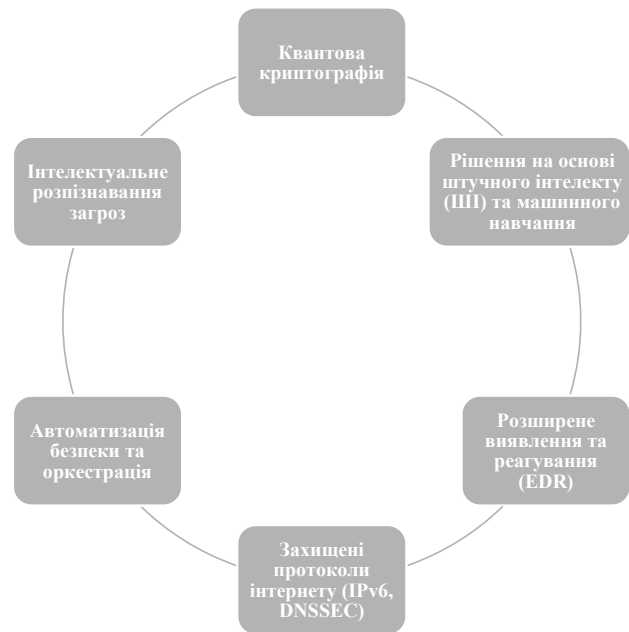 Квантова
криптографія
Рішення на основі
штучного інтелекту
(ШІ) та машинного
навчання
Розширене
виявлення та
реагування
(EDR)
Захищені
протоколи
інтернету (IPv6,
DNSSEC)
Автоматизація
безпеки та
оркестрація
Інтелектуальне
розпізнавання
загроз